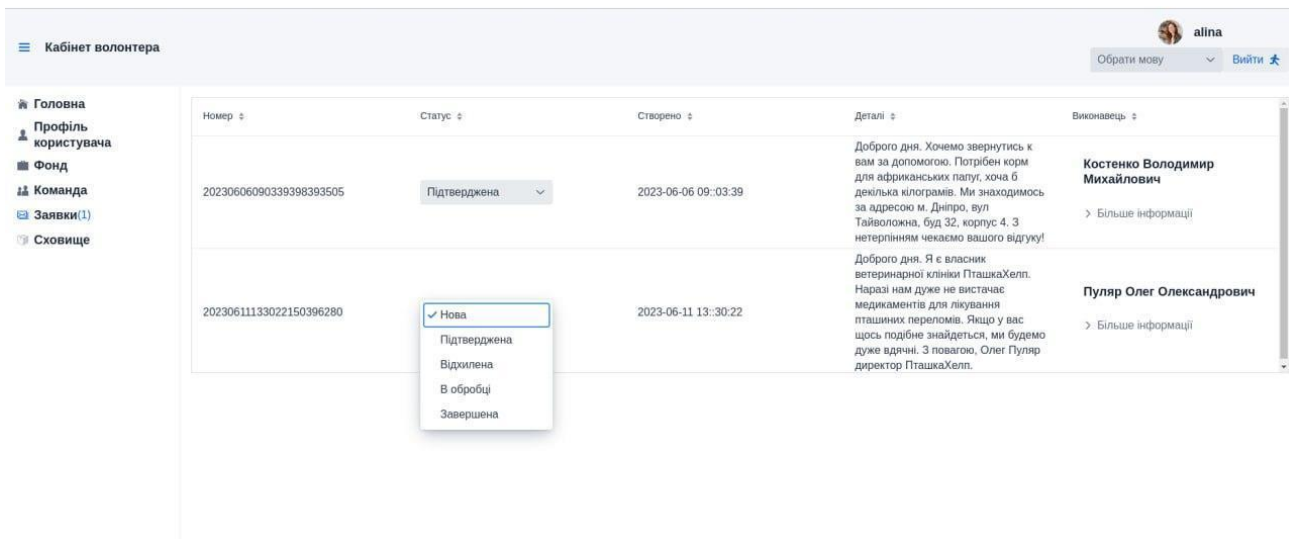 alina
Кабінет волонтера
Обрати мову
Вийти
Головна
Профіль
користувача
Фонд
Команда
Заявки(1)
Сховище
Номер
Статус
Створено
Деталі
Виконавець
20230606090339398393505
Підтверджена
2023-06-06 09::03:39
Доброго дня. Хочемо звернутись к
вам за допомогою. Потрібен корм
для африканських папуг, хоча б
декілька кілограмів. Ми знаходимось
за адресою м. Дніпро, вул
Тайволожна, буд 32, корпус 4. З
нетерпінням чекаємо вашого відгуку!
Костенко Володимир
Михайлович
Більше інформації
20230611133022150396280
Нова
Підтверджена
Відхилена
В обробці
Завершена
2023-06-11 13::30:22
Доброго дня. Я є власник
ветеринарної клініки ПташкаХелп.
Наразі нам дуже не вистачає
медикаментів для лікування
пташиних переломів. Якщо у вас
щось подібне знайдеться, ми будемо
дуже вдячні. З повагою, Олег Пуляр
директор ПташкаХелп.
Пуляр Олег Олександрович
Більше інформації